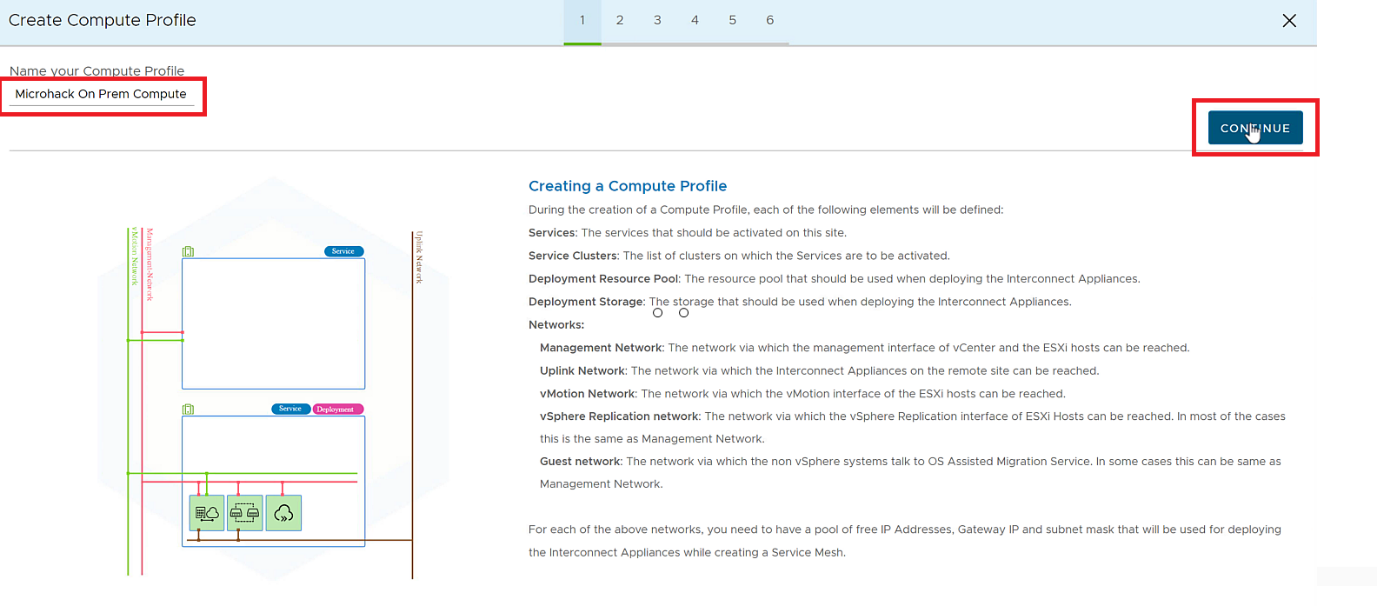 Create Compute Profile
1 2 3 4 5 6
Name your Compute Profile
Microhack On Prem Compute
CONTINUE
vMotion Network
Management-Network
Uplink Network
Service
Service
Deployment
Creating a Compute Profile
During the creation of a Compute Profile, each of the following elements will be defined:
Services: The services that should be activated on this site.
Service Clusters: The list of clusters on which the Services are to be activated.
Deployment Resource Pool: The resource pool that should be used when deploying the Interconnect Appliances.
Deployment Storage: The storage that should be used when deploying the Interconnect Appliances.
Networks:
Management Network: The network via which the management interface of vCenter and the ESXi hosts can be reached.
Uplink Network: The network via which the Interconnect Appliances on the remote site can be reached.
vMotion Network: The network via which the vMotion interface of the ESXi hosts can be reached.
vSphere Replication network: The network via which the vSphere Replication interface of ESXi Hosts can be reached. In most of the cases
this is the same as Management Network.
Guest network: The network via which the non vSphere systems talk to OS Assisted Migration Service. In some cases this can be same as
Management Network.
For each of the above networks, you need to have a pool of free IP Addresses, Gateway IP and subnet mask that will be used for deploying
the Interconnect Appliances while creating a Service Mesh.